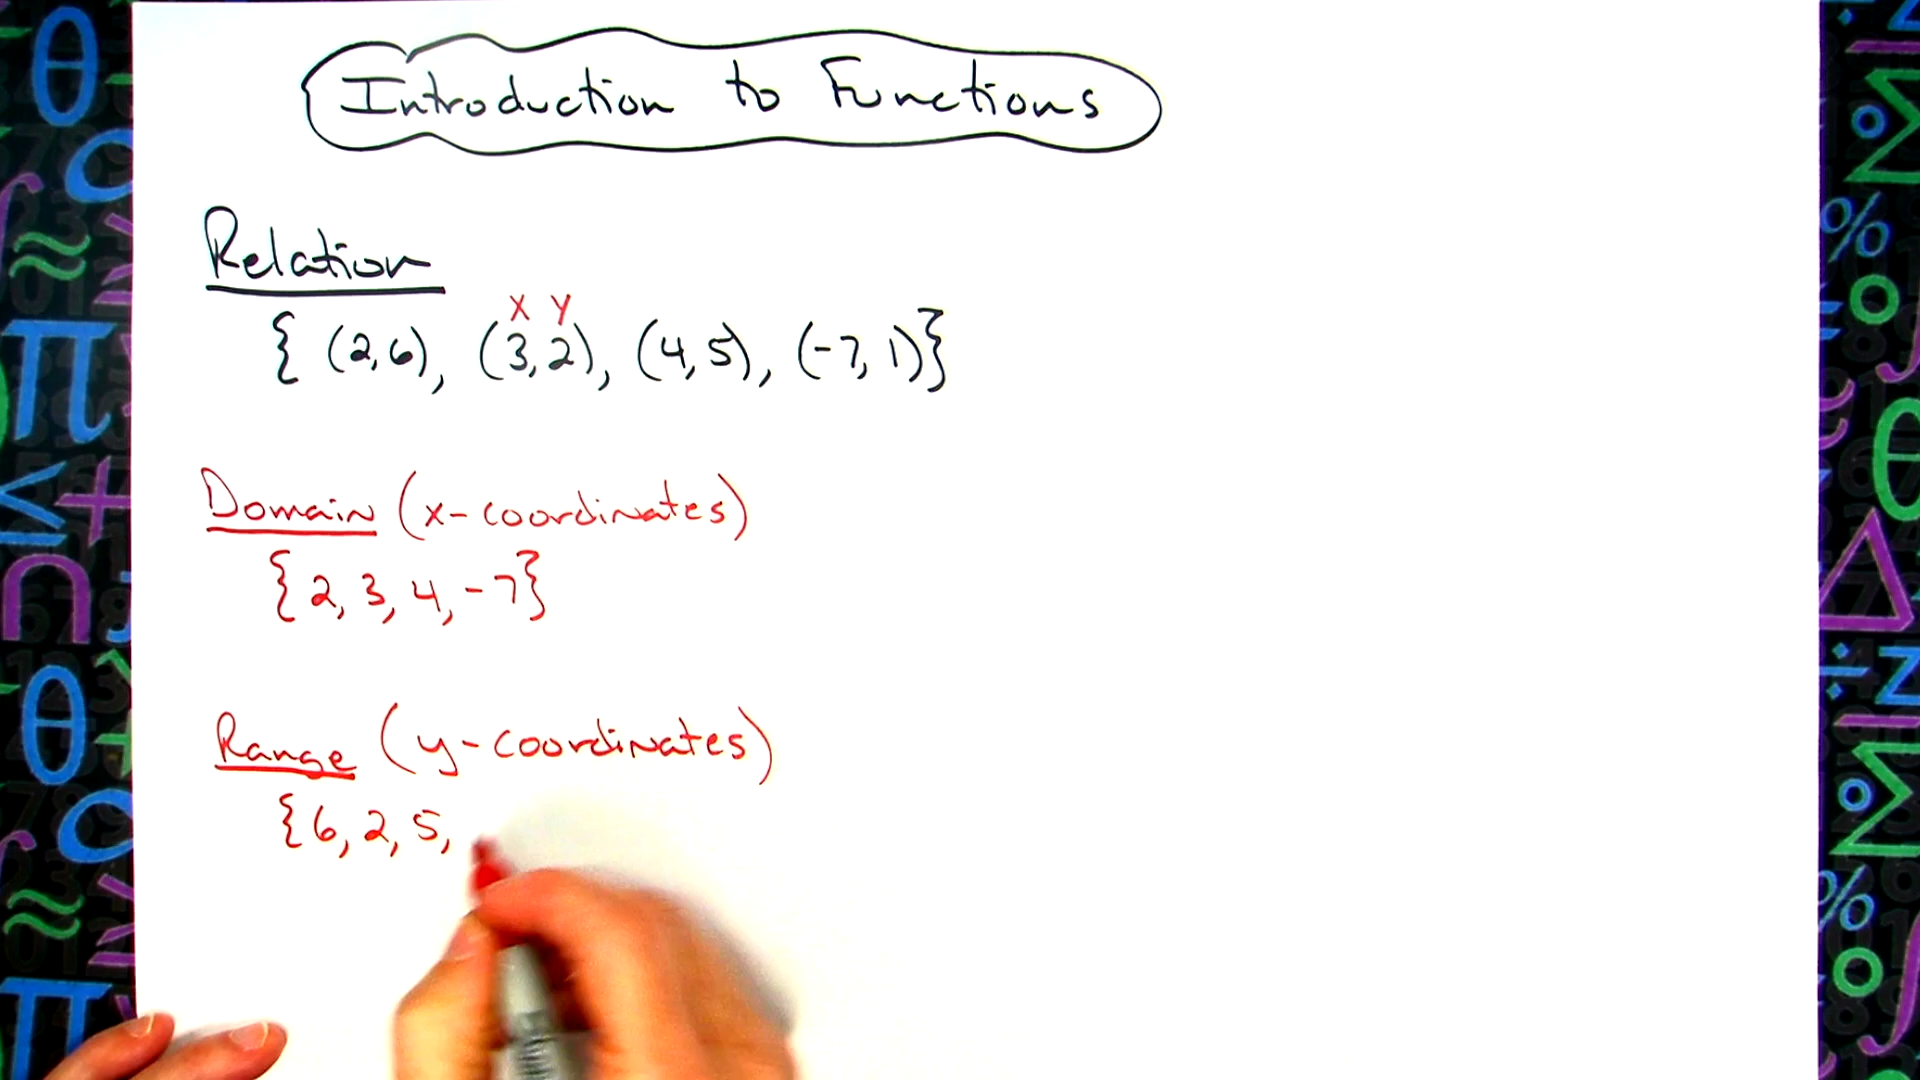 Introduction to Functions
Relation
x y
{ (2,6), (3,2), (4,5), (-7,1)}
Domain (x-coordinates)
{2, 3, 4, -7}
Range (y-coordinates)
{6, 2, 5,